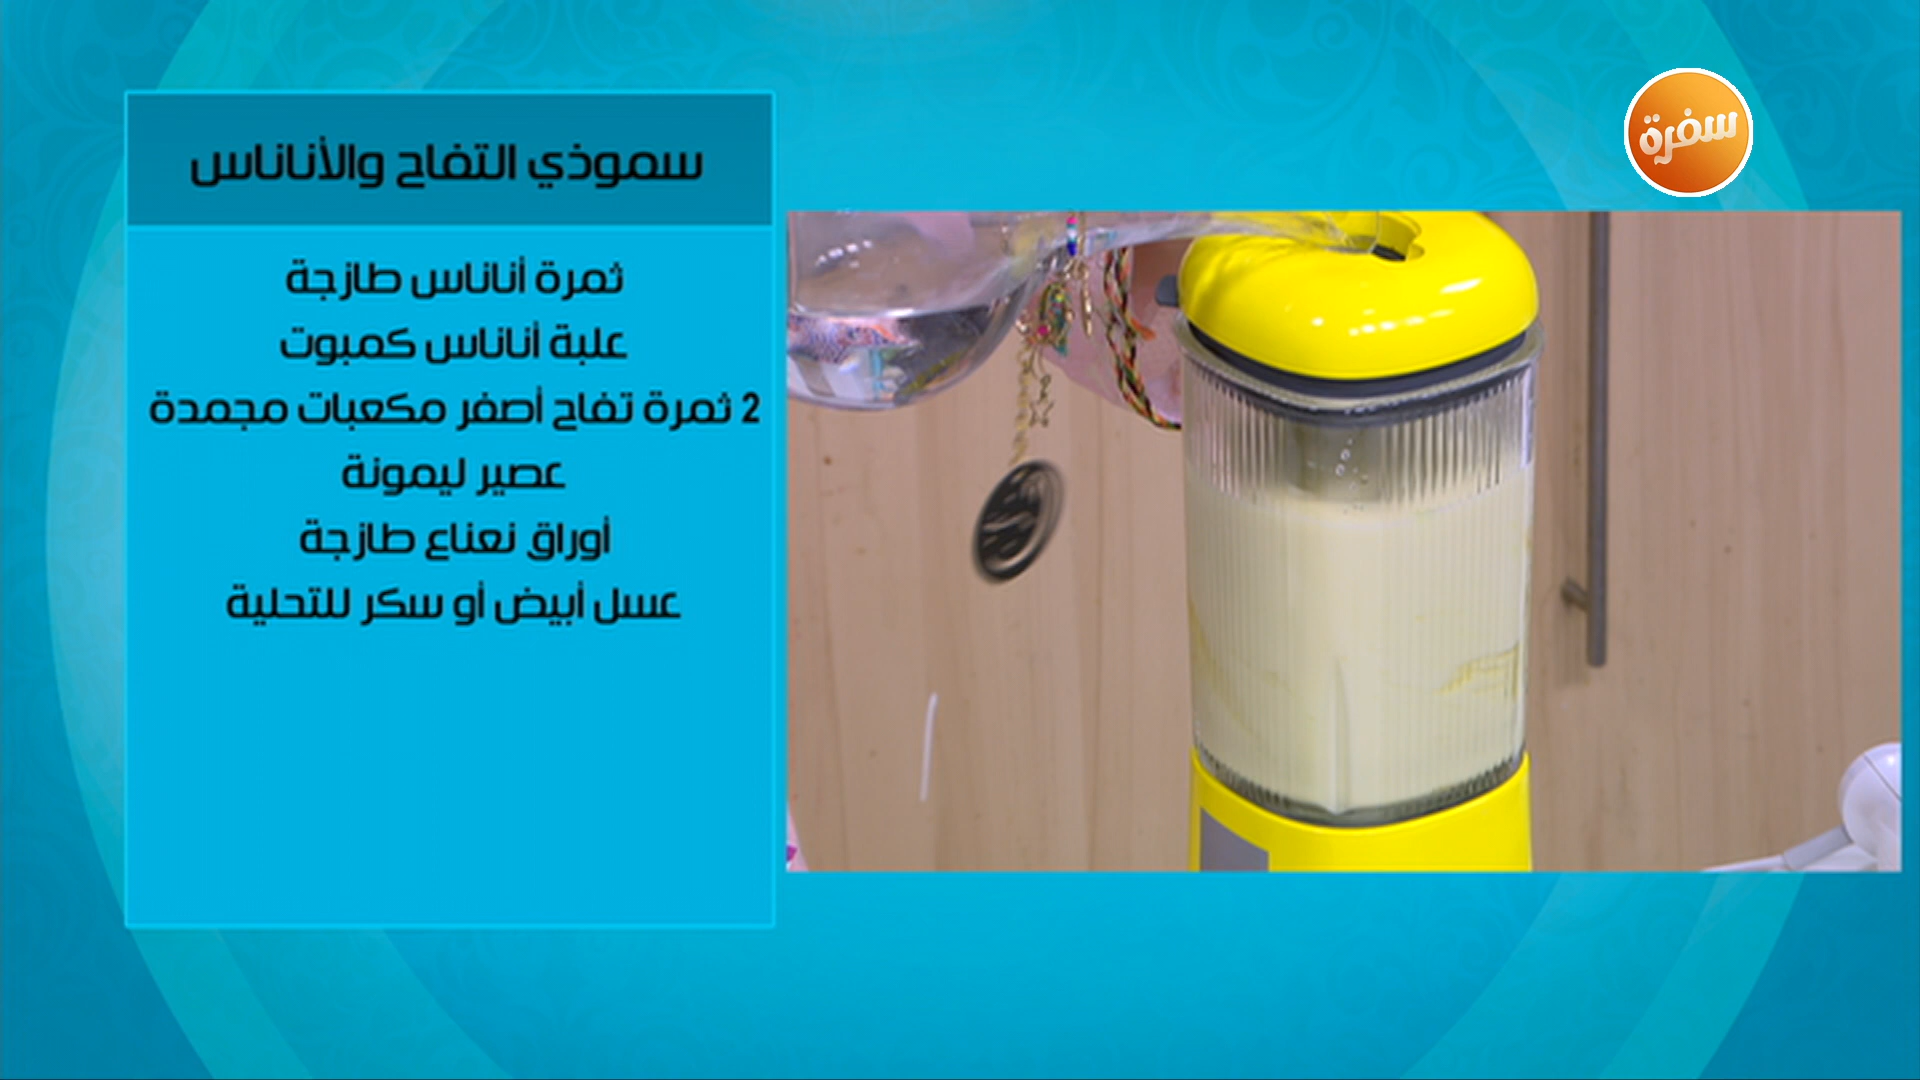 سفرة
سموذي التفاح والأناناس
ثمرة أناناس طازجة
علبة أناناس كمبوت
2 ثمرة تفاح أصفر مكعبات مجمدة
عصير ليمونة
أوراق نعناع طازجة
عسل أبيض أو سكر للتحلية